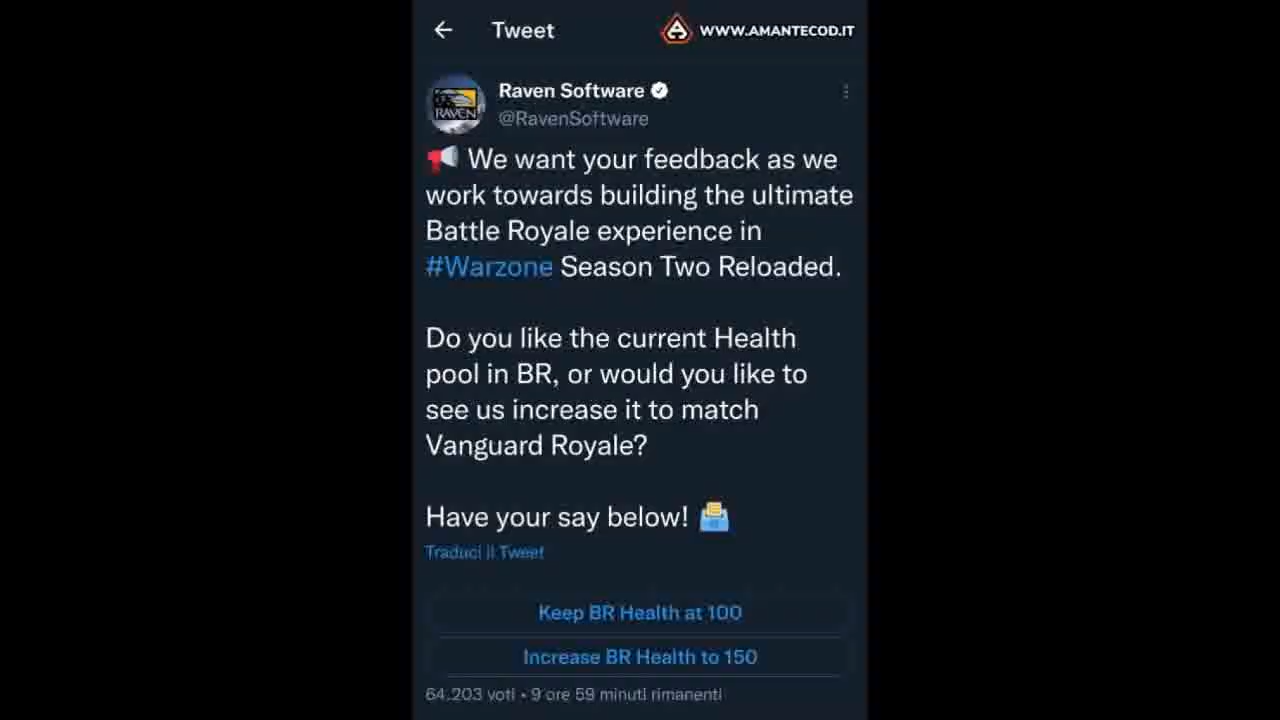 Tweet
WWW.AMANTECOD.IT
Raven Software
RAVEN
@RavenSoftware
We want your feedback as we
work towards building the ultimate
Battle Royale experience in
#Warzone Season Two Reloaded.
Do you like the current Health
pool in BR, or would you like to
see us increase it to match
Vanguard Royale?
Have your say below!
Traduci il Tweet
Keep BR Health at 100
Increase BR Health to 150
64.203 voti • 9 ore 59 minuti rimanenti